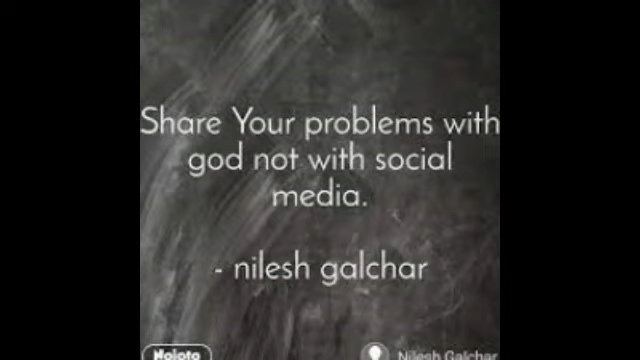 Share Your problems with
god not with social
media.
- nilesh galchar
Nojoto
Nilesh Galchar